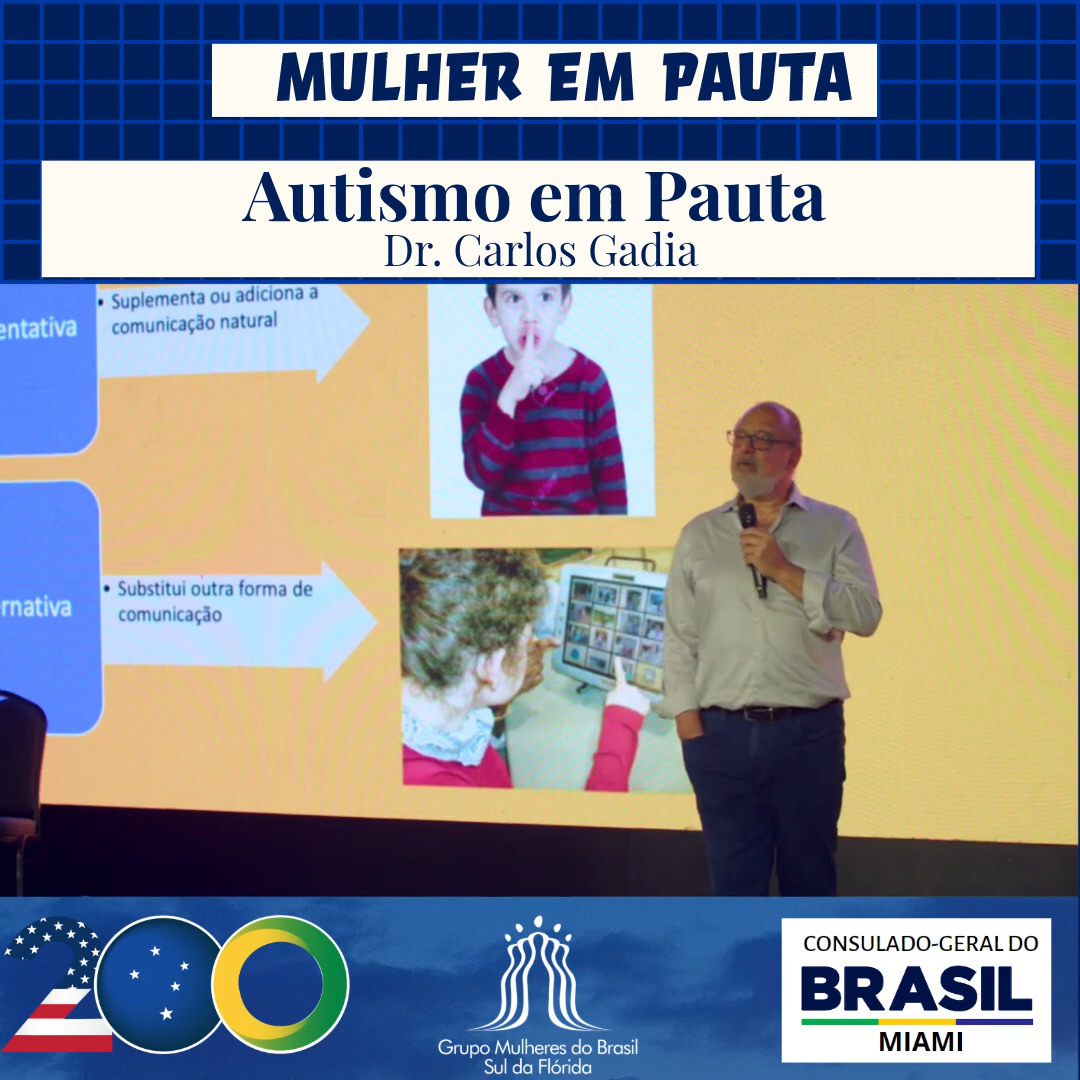 MULHER EM PAUTA
Autismo em Pauta
Dr. Carlos Gadia
entativa
• Suplementa ou adiciona a
comunicação natural
rnativa
• Substitui outra forma de
comunicação
200
Grupo Mulheres do Brasil
Sul da Flórida
CONSULADO-GERAL DO
BRASIL
MIAMI